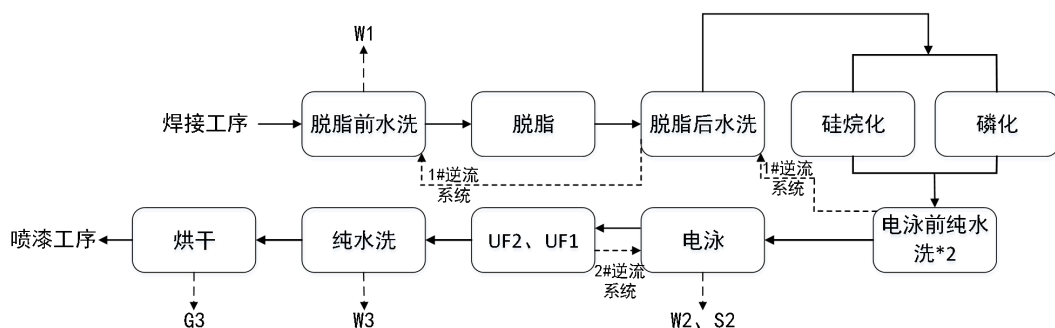 W1
焊接工序
脱脂前水洗
脱脂
脱脂后水洗
硅烷化
磷化
1#逆流
系统
1#逆流
系统
喷漆工序
烘干
纯水洗
UF2、UF1
电泳
电泳前纯水
洗*2
2#逆流
系统
G3
W3
W2、S2